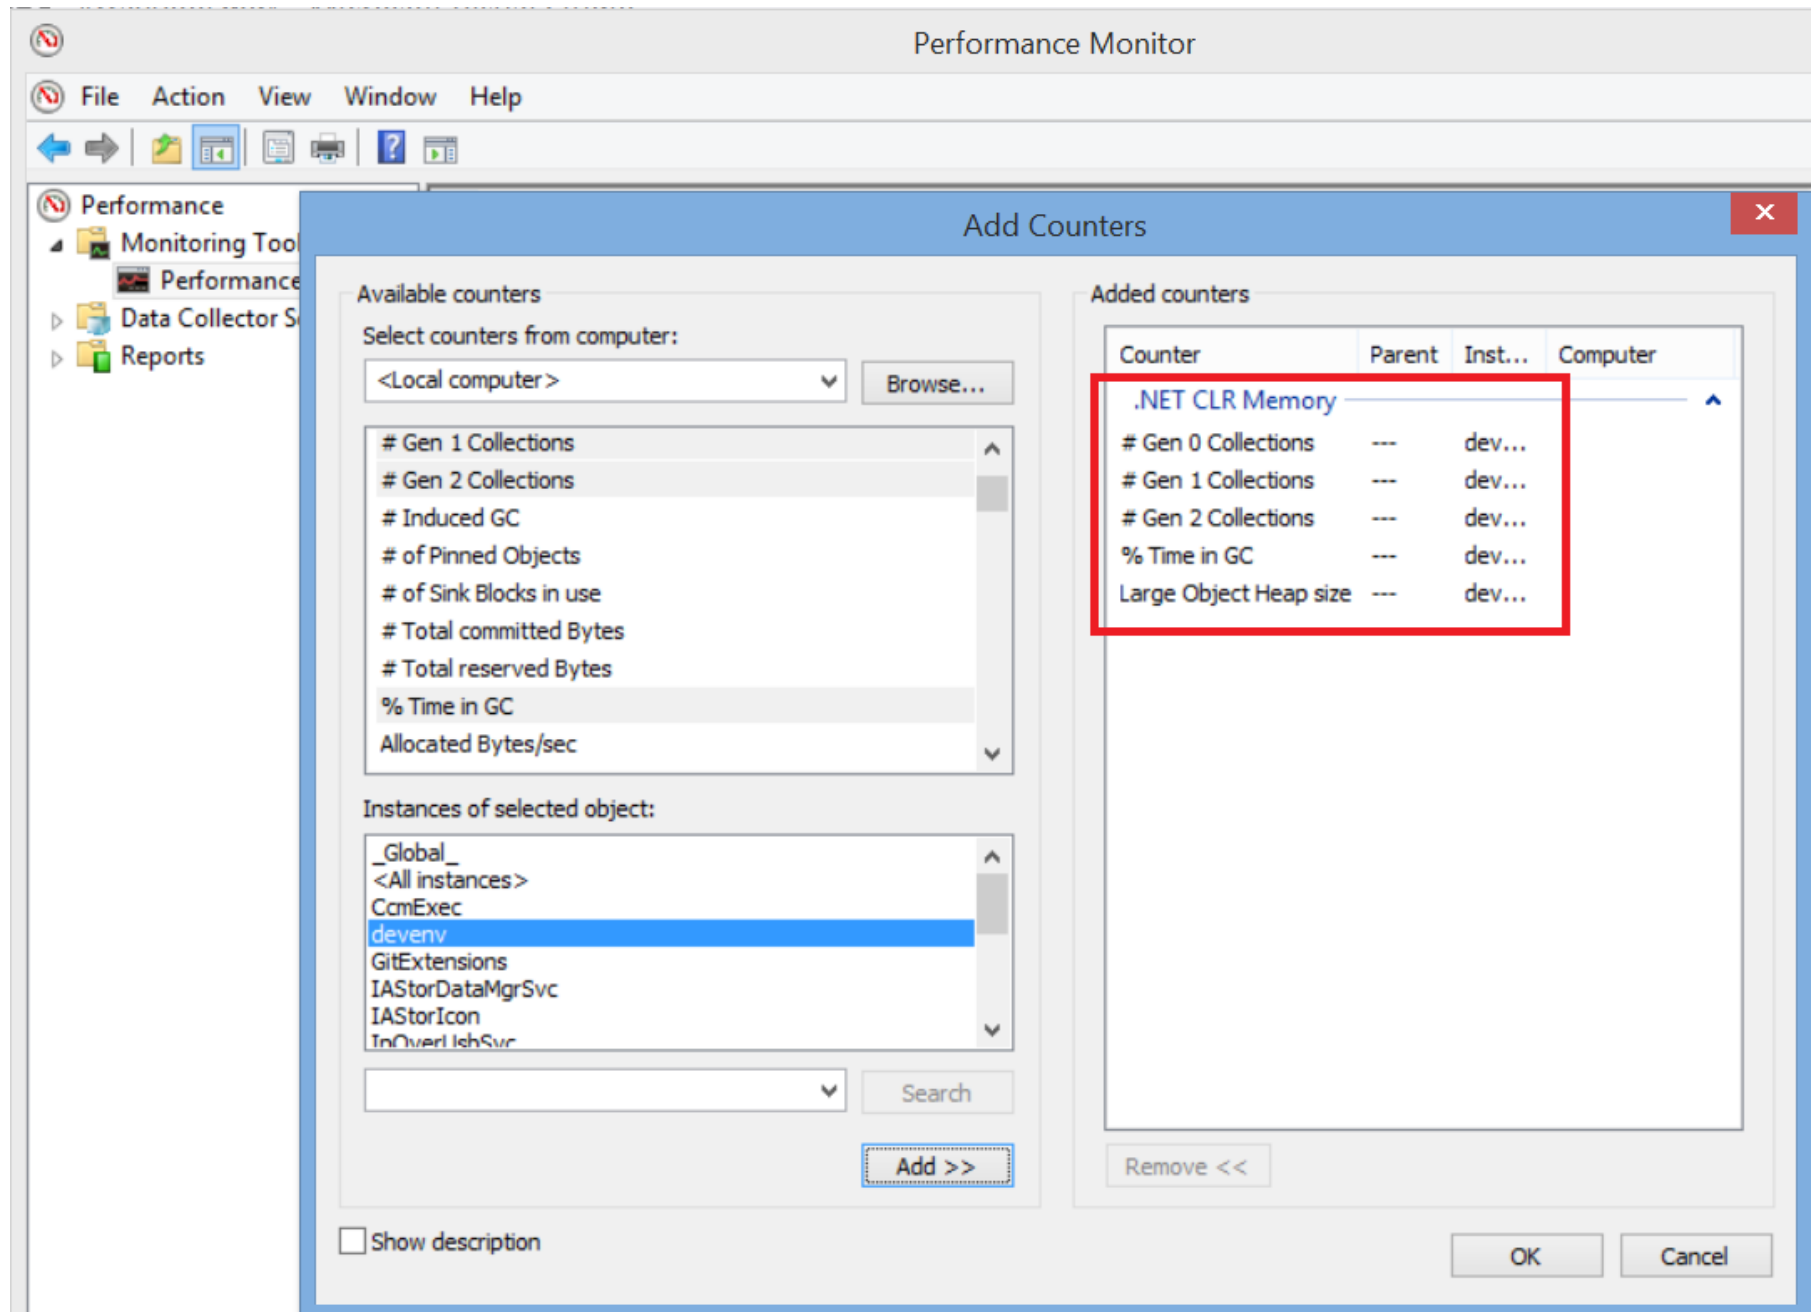 Performance Monitor
File Action View Window Help
Performance
Monitoring Tool
Performance
Data Collector S
Reports
Add Counters
Available counters
Select counters from computer:
<Local computer>
Browse...
# Gen 1 Collections
# Gen 2 Collections
# Induced GC
# of Pinned Objects
# of Sink Blocks in use
# Total committed Bytes
# Total reserved Bytes
% Time in GC
Allocated Bytes/sec
Instances of selected object:
_Global_
<All instances>
CcmExec
devenv
GitExtensions
IAStorDataMgrSvc
IAStorIcon
IpOverUsbSvc
Search
Add >>
Show description
Added counters
Counter Parent Inst... Computer
.NET CLR Memory
# Gen 0 Collections --- dev...
# Gen 1 Collections --- dev...
# Gen 2 Collections --- dev...
% Time in GC --- dev...
Large Object Heap size --- dev...
Remove <<
OK Cancel